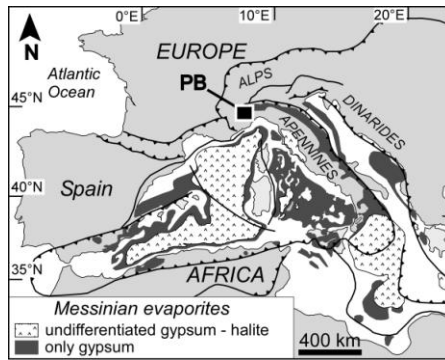 0°E
10°E
20°E
N
EUROPE
Atlantic
Ocean
ALPS
PB
45°N
DINARIDES
APENNINES
40°N
Spain
35°N
AFRICA
Messinian evaporites
undifferentiated gypsum - halite
only gypsum
400 km